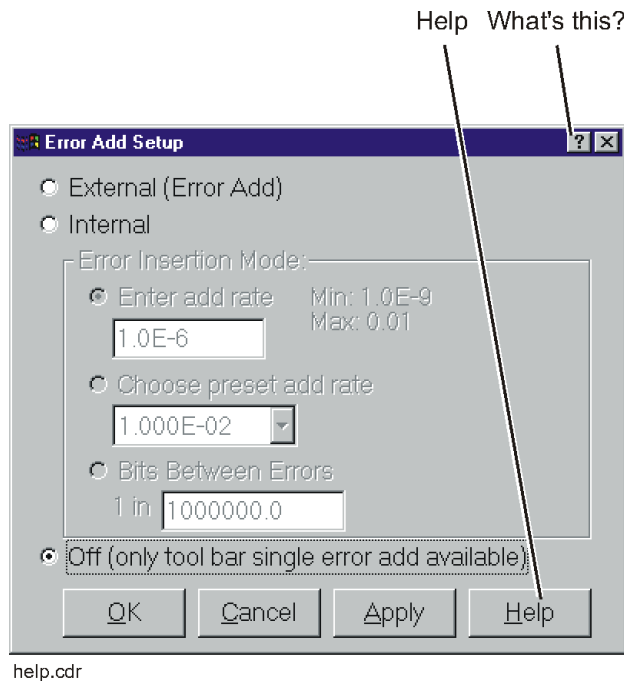 Help What's this?
Error Add Setup ? ×
External (Error Add)
Internal
Error Insertion Mode:
Enter add rate Min: 1.0E-9
Max: 0.01
1.0E-6
Choose preset add rate
1.000E-02
Bits Between Errors
1 in 1000000.0
Off (only tool bar single error add available)
OK Cancel Apply Help
help.cdr